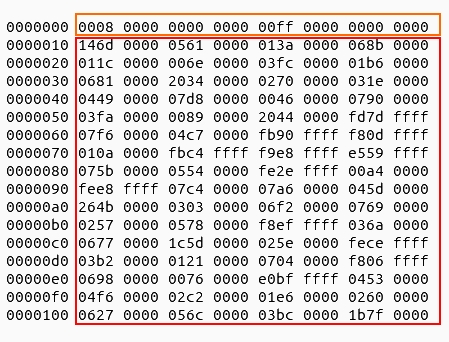 0000000 0008 0000 0000 0000 00ff 0000 0000 0000
0000010 146d 0000 0561 0000 013a 0000 068b 0000
0000020 011c 0000 006e 0000 03fc 0000 01b6 0000
0000030 0681 0000 2034 0000 0270 0000 031e 0000
0000040 0449 0000 07d8 0000 0046 0000 0790 0000
0000050 03fa 0000 0089 0000 2044 0000 fd7d ffff
0000060 07f6 0000 04c7 0000 fb90 ffff f80d ffff
0000070 010a 0000 fbc4 ffff f9e8 ffff e559 ffff
0000080 075b 0000 0554 0000 fe2e ffff 00a4 0000
0000090 fee8 ffff 07c4 0000 07a6 0000 045d 0000
00000a0 264b 0000 0303 0000 06f2 0000 0769 0000
00000b0 0257 0000 0578 0000 f8ef ffff 036a 0000
00000c0 0677 0000 1c5d 0000 025e 0000 fece ffff
00000d0 03b2 0000 0121 0000 0704 0000 f806 ffff
00000e0 0698 0000 0076 0000 e0bf ffff 0453 0000
00000f0 04f6 0000 02c2 0000 01e6 0000 0260 0000
0000100 0627 0000 056c 0000 03bc 0000 1b7f 0000